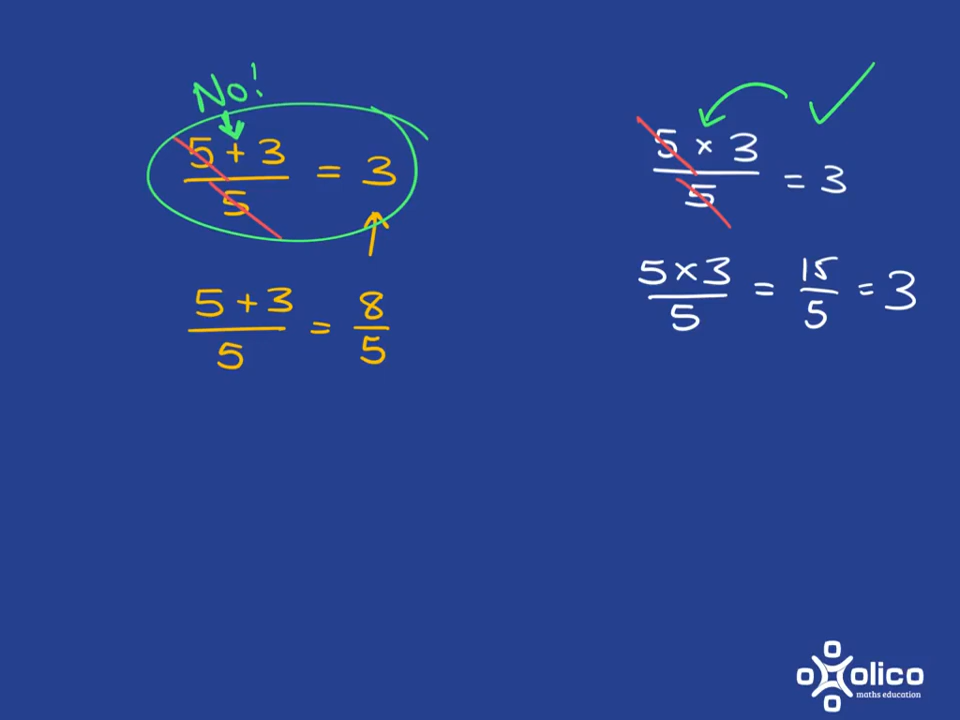 No!
5 + 3
5
= 3
5 + 3
5
=
8
5
5 × 3
5
= 3
5 × 3
5
=
15
5
= 3
olico
maths education